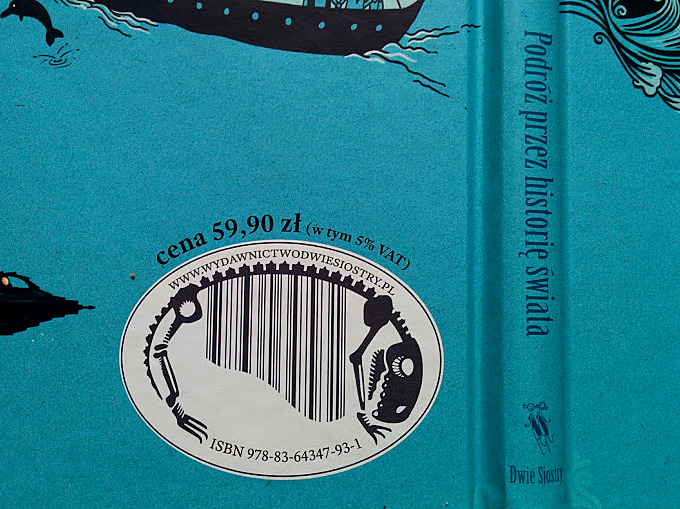 cena 59,90 zł (w tym 5% VAT)
WWW.WYDAWNICTWODWIESIOSTRY.PL
ISBN 978-83-64347-93-1
Podróż przez historię świata
Dwie Siostry